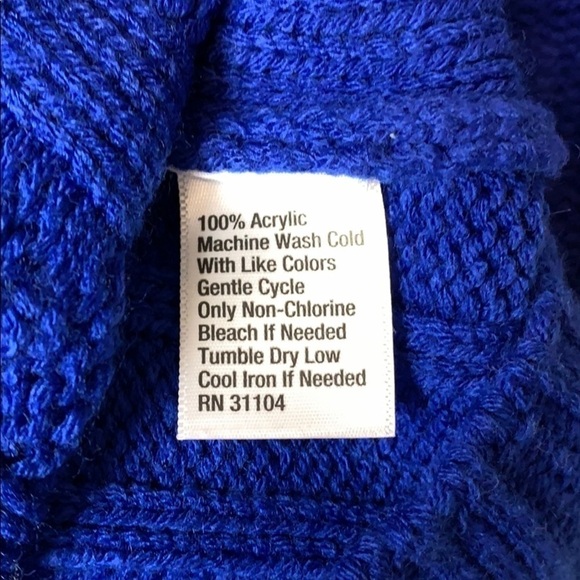 100% Acrylic
Machine Wash Cold
With Like Colors
Gentle Cycle
Only Non-Chlorine
Bleach If Needed
Tumble Dry Low
Cool Iron If Needed
RN 31104